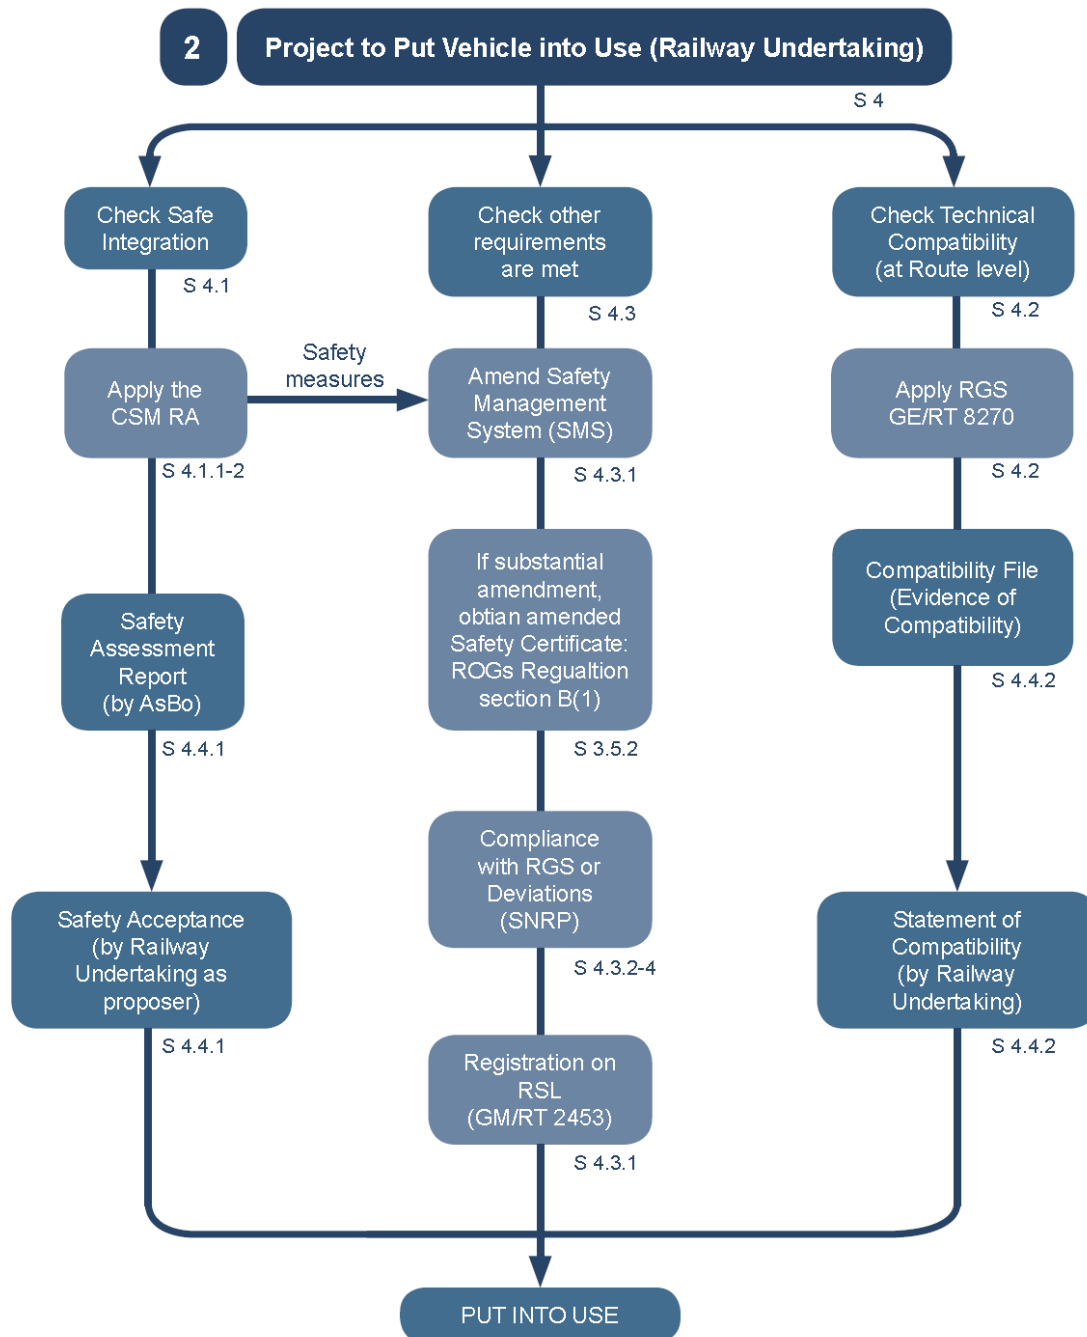 2
Project to Put Vehicle into Use (Railway Undertaking)
S 4
Check Safe
Integration
S 4.1
Check other
requirements
are met
S 4.3
Check Technical
Compatibility
(at Route level)
S 4.2
Apply the
CSM RA
S 4.1.1-2
Safety
measures
Amend Safety
Management
System (SMS)
S 4.3.1
Apply RGS
GE/RT 8270
S 4.2
Safety
Assessment
Report
(by AsBo)
S 4.4.1
If substantial
amendment,
obtian amended
Safety Certificate:
ROGs Regualtion
section B(1)
S 3.5.2
Compatibility File
(Evidence of
Compatibility)
S 4.4.2
Compliance
with RGS or
Deviations
(SNRP)
S 4.3.2-4
Safety Acceptance
(by Railway
Undertaking as
proposer)
S 4.4.1
Statement of
Compatibility
(by Railway
Undertaking)
S 4.4.2
Registration on
RSL
(GM/RT 2453)
S 4.3.1
PUT INTO USE